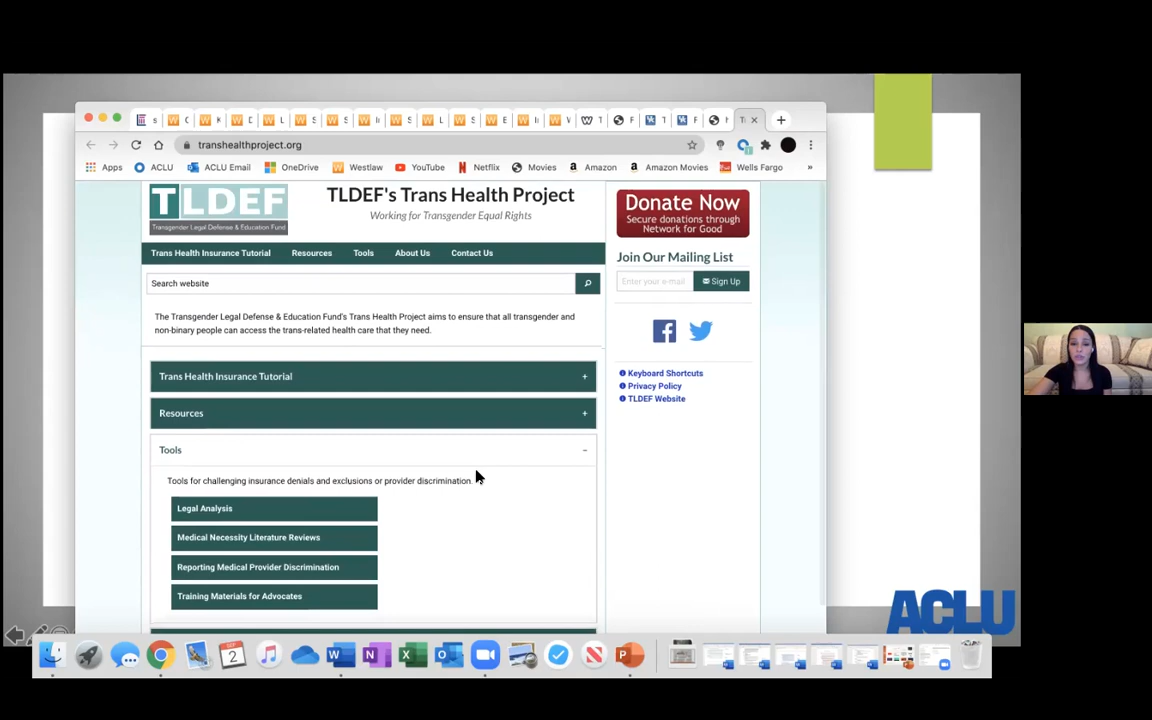 transhealthproject.org
Apps ACLU ACLU Email OneDrive Westlaw YouTube Netflix Movives Amazon Amazon Movies Wells Fargo »
TLDEF
Transgender Legal Defense & Education Fund
TLDEF's Trans Health Project
Working for Transgender Equal Rights
Trans Health Insurance Tutorial Resources Tools About Us Contact Us
Search website
The Transgender Legal Defense & Education Fund's Trans Health Project aims to ensure that all transgender and
non-binary people can access the trans-related health care that they need.
Trans Health Insurance Tutorial +
Resources +
Tools −
Tools for challenging insurance denials and exclusions or provider discrimination.
Legal Analysis
Medical Necessity Literature Reviews
Reporting Medical Provider Discrimination
Training Materials for Advocates
Donate Now
Secure donations through
Network for Good
Join Our Mailing List
Enter your e-mail Sign Up
Keyboard Shortcuts
Privacy Policy
TLDEF Website
ACLU
SEP
2